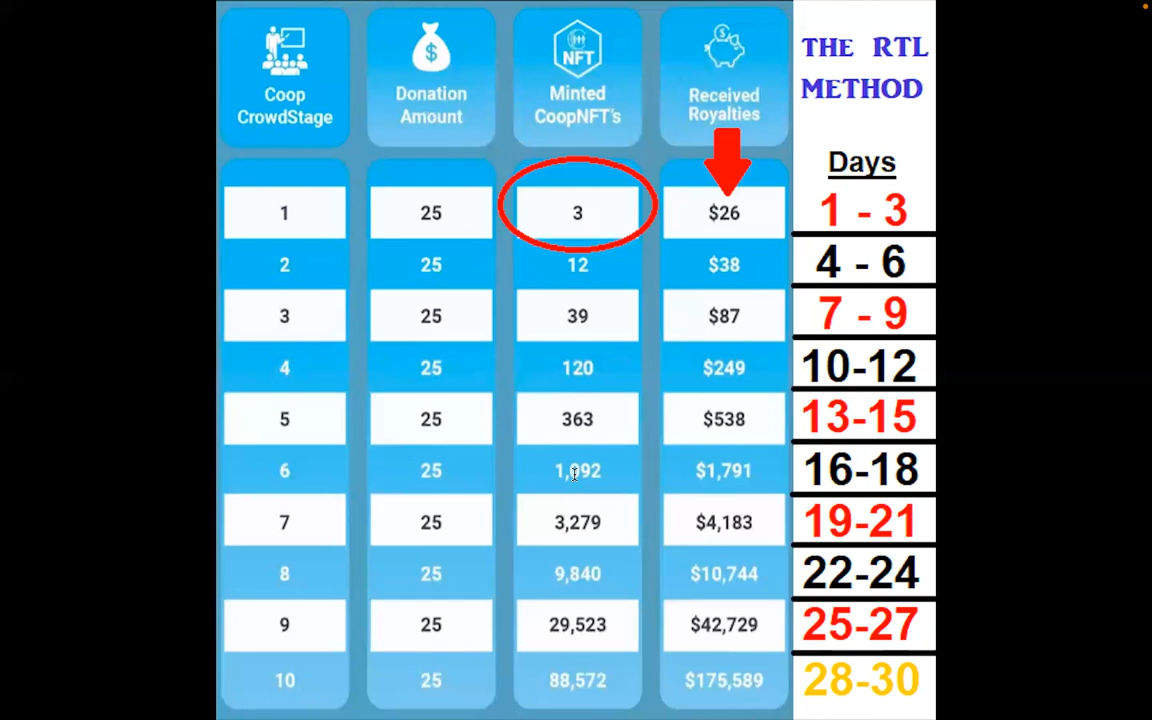 Coop
CrowdStage
Donation
Amount
NFT
Minted
CoopNFT's
Received
Royalties
THE RTL
METHOD
Days
1 25 3 $26 1 - 3
2 25 12 $38 4 - 6
3 25 39 $87 7 - 9
4 25 120 $249 10-12
5 25 363 $538 13-15
6 25 1,092 $1,791 16-18
7 25 3,279 $4,183 19-21
8 25 9,840 $10,744 22-24
9 25 29,523 $42,729 25-27
10 25 88,572 $175,589 28-30